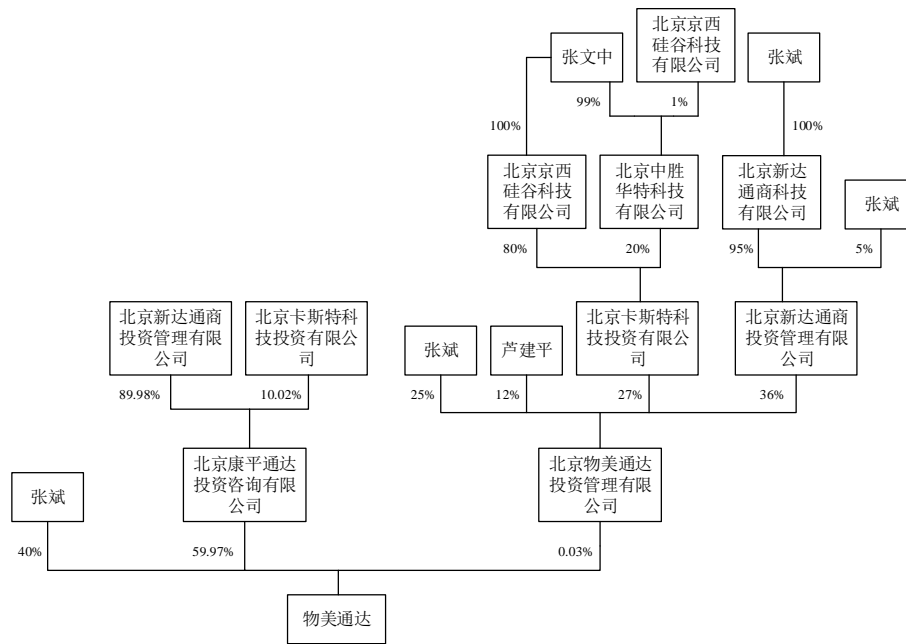 北京京西
硅谷科技
有限公司
张文中
张斌
99%
1%
100%
100%
北京京西
硅谷科技
有限公司
北京中胜
华特科技
有限公司
北京新达
通商科技
有限公司
张斌
80%
20%
95%
5%
北京新达通商
投资管理有限
公司
北京卡斯特科
技投资有限公
司
张斌
芦建平
北京卡斯特科
技投资有限公
司
北京新达通商
投资管理有限
公司
89.98%
10.02%
25%
12%
27%
36%
张斌
北京康平通达
投资咨询有限
公司
北京物美通达
投资管理有限
公司
40%
59.97%
0.03%
物美通达